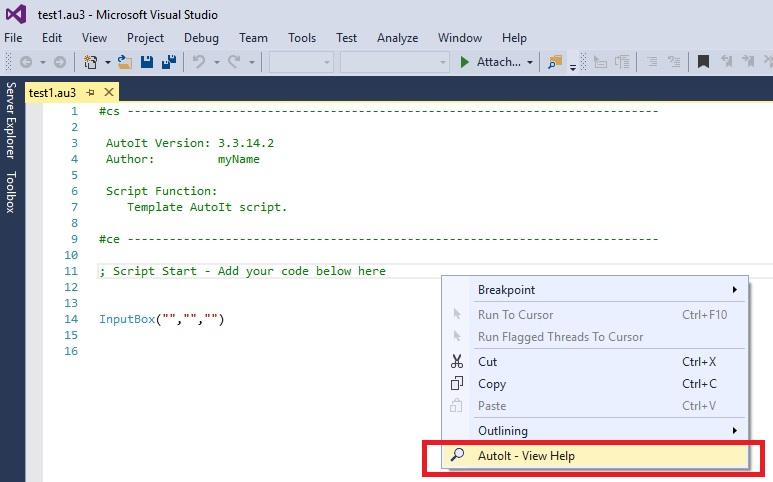 test1.au3 - Microsoft Visual Studio
File Edit View Project Debug Team Tools Test Analyze Window Help
Attach...
Server Explorer
Toolbox
test1.au3
1 #cs ---------------------------------------------------------------------------
2
3 AutoIt Version: 3.3.14.2
4 Author: myName
5
6 Script Function:
7 Template AutoIt script.
8
9 #ce ---------------------------------------------------------------------------
10
11 ; Script Start - Add your code below here
12
13
14 InputBox("","","")
15
16
Breakpoint
Run To Cursor Ctrl+F10
Run Flagged Threads To Cursor
Cut Ctrl+X
Copy Ctrl+C
Paste Ctrl+V
Outlining
AutoIt - View Help